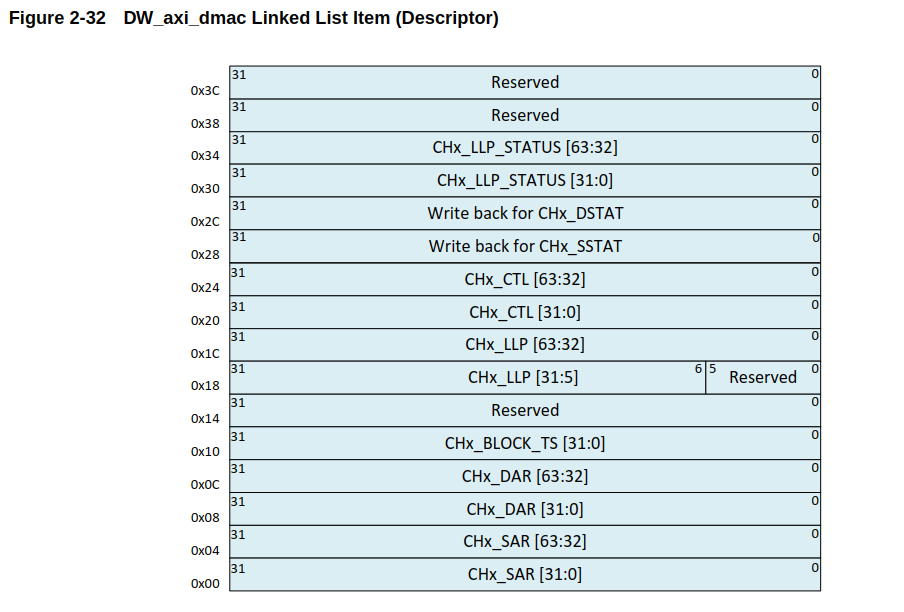 Figure 2-32 DW_axi_dmac Linked List Item (Descriptor)
0x3C 31 Reserved 0
0x38 31 Reserved 0
0x34 31 CHx_LLP_STATUS [63:32] 0
0x30 31 CHx_LLP_STATUS [31:0] 0
0x2C 31 Write back for CHx_DSTAT 0
0x28 31 Write back for CHx_SSTAT 0
0x24 31 CHx_CTL [63:32] 0
0x20 31 CHx_CTL [31:0] 0
0x1C 31 CHx_LLP [63:32] 0
0x18 31 CHx_LLP [31:5] 6 5 Reserved 0
0x14 31 Reserved 0
0x10 31 CHx_BLOCK_TS [31:0] 0
0x0C 31 CHx_DAR [63:32] 0
0x08 31 CHx_DAR [31:0] 0
0x04 31 CHx_SAR [63:32] 0
0x00 31 CHx_SAR [31:0] 0